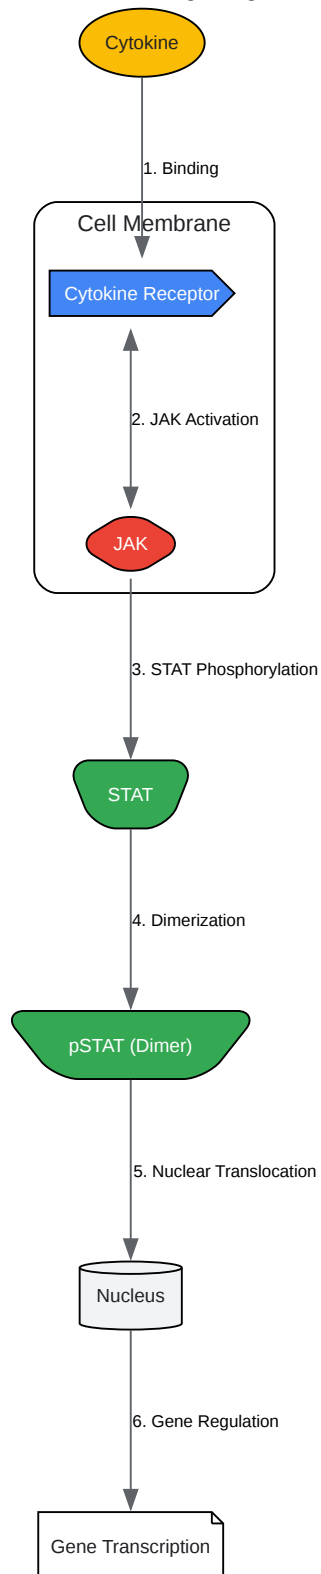 Cytokine
1. Binding
Cell Membrane
Cytokine Receptor
2. JAK Activation
JAK
3. STAT Phosphorylation
STAT
4. Dimerization
pSTAT (Dimer)
5. Nuclear Translocation
Nucleus
6. Gene Regulation
Gene Transcription